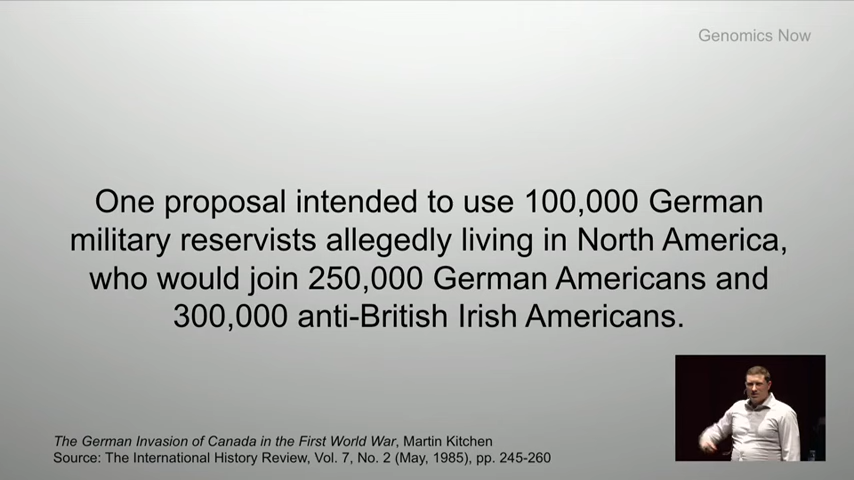 Genomics Now
One proposal intended to use 100,000 German
military reservists allegedly living in North America,
who would join 250,000 German Americans and
300,000 anti-British Irish Americans.
The German Invasion of Canada in the First World War, Martin Kitchen
Source: The International History Review, Vol. 7, No. 2 (May, 1985), pp. 245-260